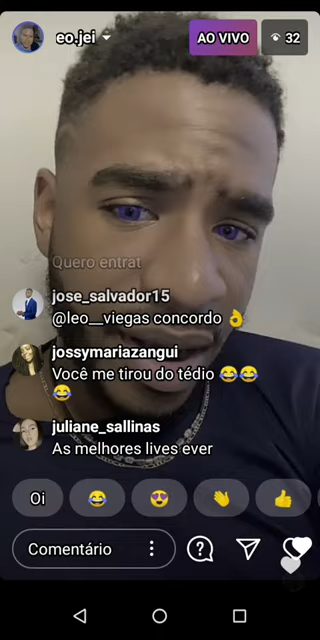 eo.jei
AO VIVO
32
Quero entrat
jose_salvador15
@leo__viegas concordo 👌
jossymariazangui
Você me tirou do tédio 😂😂
😂
juliane_sallinas
As melhores lives ever
Oi 😂 😍 👏 👍
Comentário